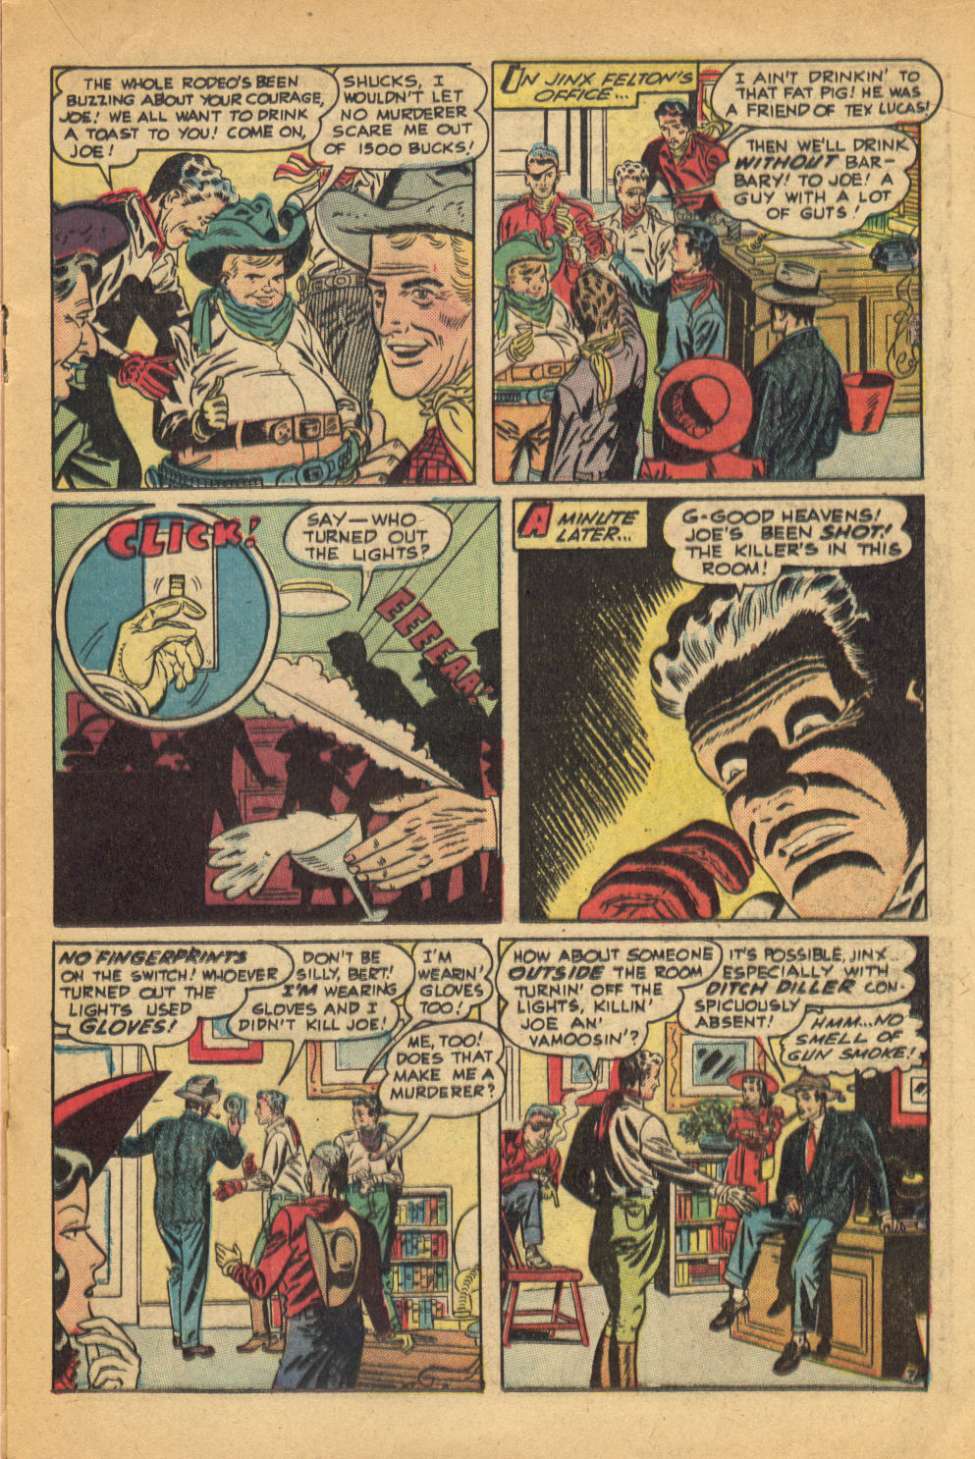 THE WHOLE RODEO'S BEEN
BUZZING ABOUT YOUR COURAGE,
JOE! WE ALL WANT TO DRINK
A TOAST TO YOU! COME ON,
JOE!
SHUCKS, I
WOULDN'T LET
NO MURDERER
SCARE ME OUT
OF 1500 BUCKS!
IN JINX FELTON'S
OFFICE...
I AIN'T DRINKIN' TO
THAT FAT PIG! HE WAS
A FRIEND OF TEX LUCAS!
THEN WE'LL DRINK
WITHOUT BAR-
BARY! TO JOE! A
GUY WITH A LOT
OF GUTS!
CLICK!
SAY—WHO
TURNED OUT
THE LIGHTS?
EEEEEAAA
A MINUTE
LATER...
G-GOOD HEAVENS!
JOE'S BEEN SHOT!
THE KILLER'S IN THIS
ROOM!
NO FINGERPRINTS
ON THE SWITCH! WHOEVER
TURNED OUT THE
LIGHTS USED
GLOVES!
DON'T BE
SILLY, BERT!
I'M WEARING
GLOVES AND I
DIDN'T KILL JOE!
I'M
WEARIN'
GLOVES
TOO!
ME, TOO!
DOES THAT
MAKE ME A
MURDERER?
HOW ABOUT SOMEONE
OUTSIDE THE ROOM
TURNIN' OFF THE
LIGHTS, KILLIN'
JOE AN'
VAMOOSIN'?
IT'S POSSIBLE, JINX...
ESPECIALLY WITH
DITCH DILLER CON-
SPICUOUSLY
ABSENT!
HMM...NO
SMELL OF
GUN SMOKE!
7